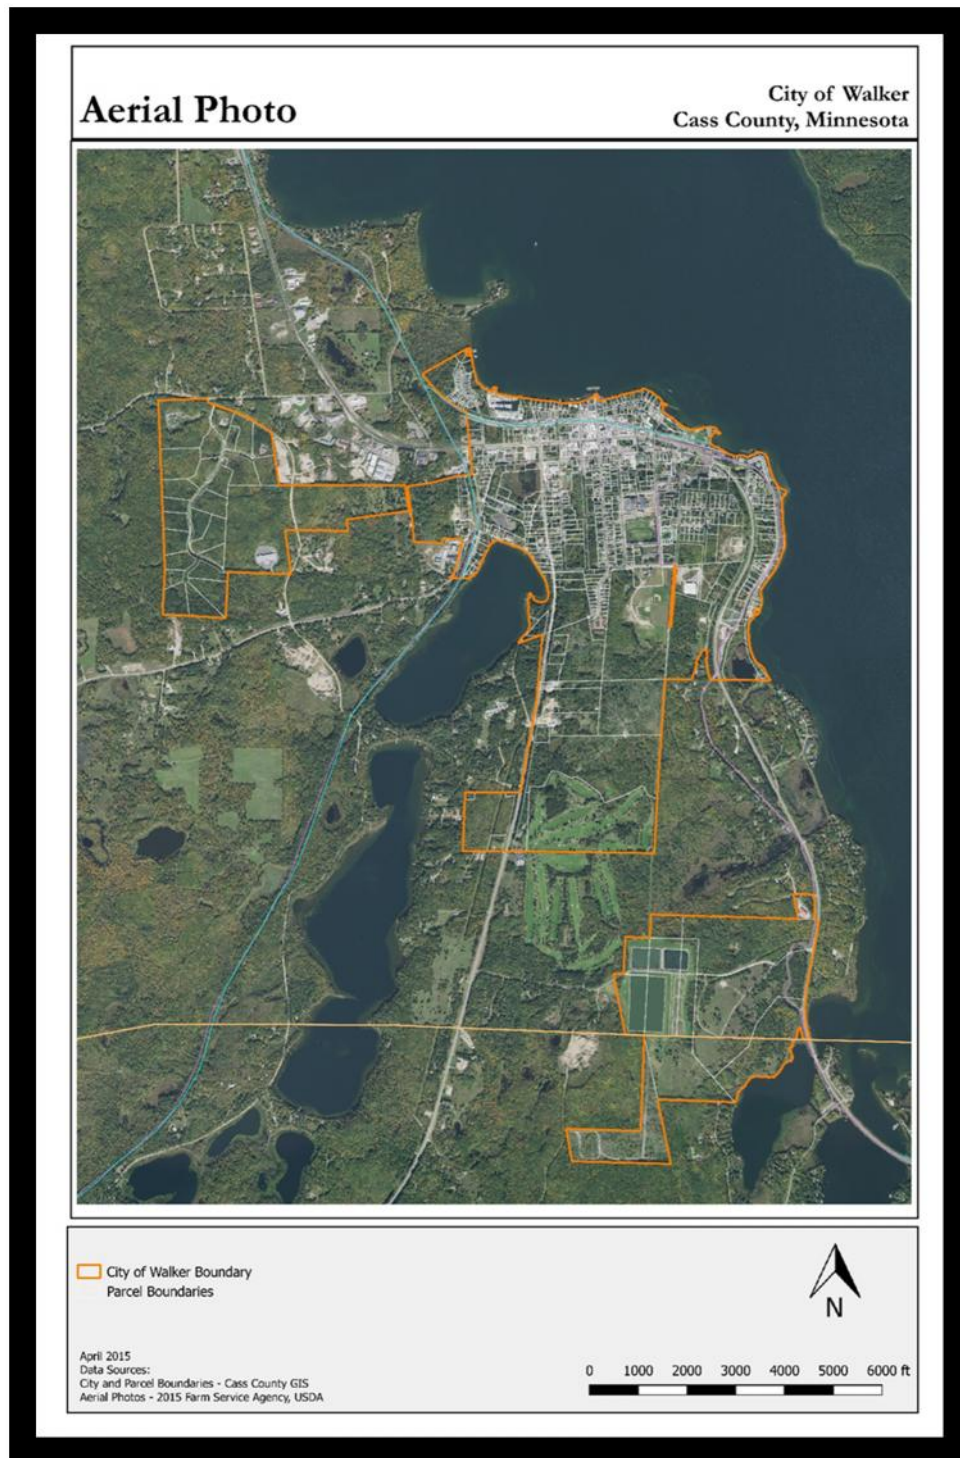 Aerial Photo
City of Walker
Cass County, Minnesota
City of Walker Boundary
Parcel Boundaries
N
April 2015
Data Sources:
City and Parcel Boundaries - Cass County GIS
Aerial Photos - 2015 Farm Service Agency, USDA
0 1000 2000 3000 4000 5000 6000 ft